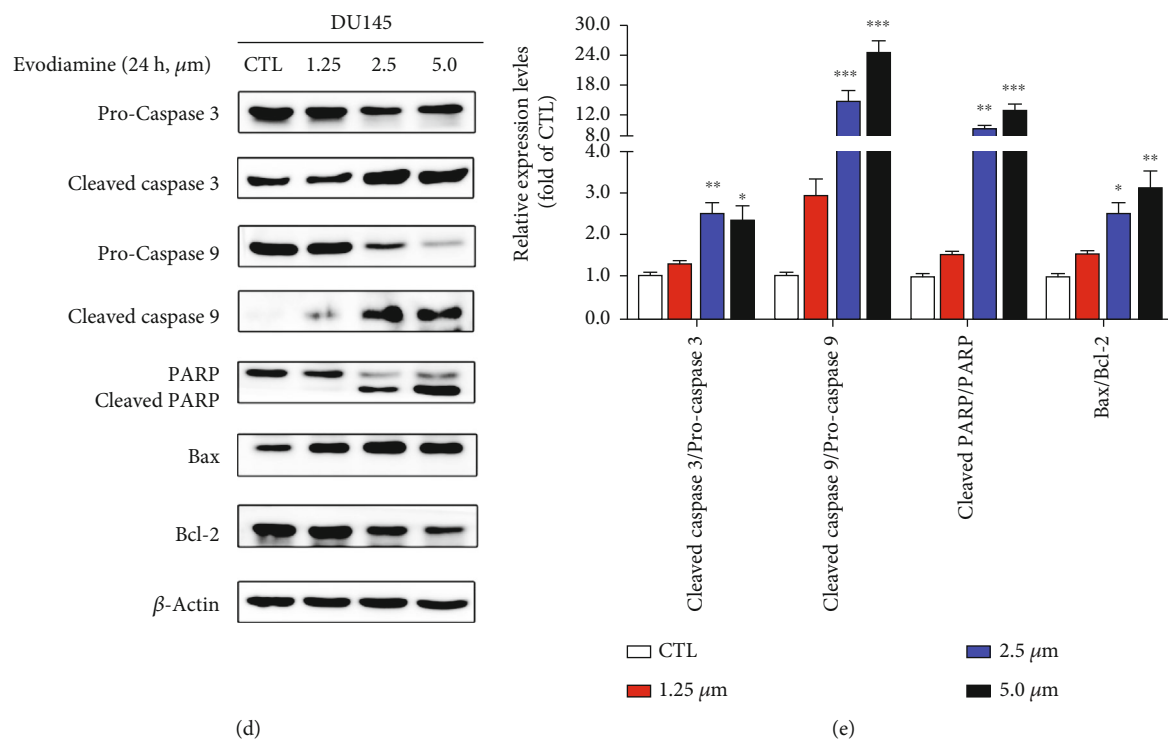 DU145
Evodiamine (24 h, μm) CTL 1.25 2.5 5.0
Pro-Caspase 3
Cleaved caspase 3
Pro-Caspase 9
Cleaved caspase 9
PARP
Cleaved PARP
Bax
Bcl-2
β-Actin
(d)
Relative expression levles
(fold of CTL)
30.0
24.0
18.0
12.0
8.0
4.0
3.0
2.0
1.0
0.0
** *
*** ***
** ***
* **
Cleaved caspase 3/Pro-caspase 3
Cleaved caspase 9/Pro-caspase 9
Cleaved PARP/PARP
Bax/Bcl-2
CTL
1.25 μm
2.5 μm
5.0 μm
(e)